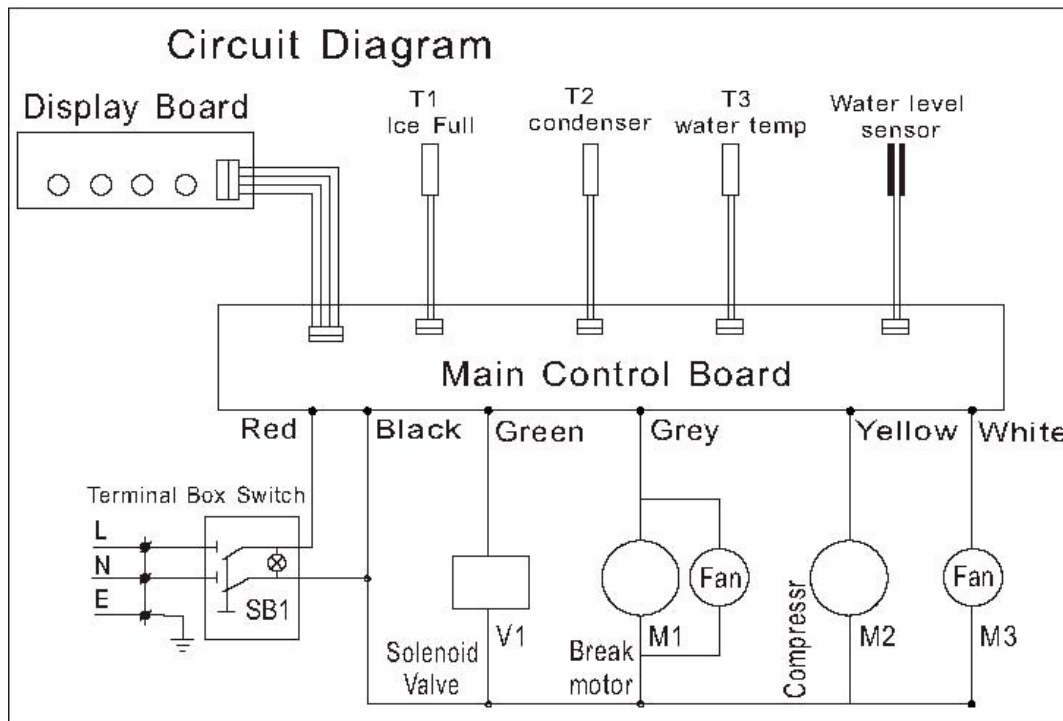 Circuit Diagram
Display Board
T1
Ice Full
T2
condenser
T3
water temp
Water level
sensor
Main Control Board
Red
Black
Green
Grey
Yellow
White
Terminal Box Switch
L
N
E
SB1
V1
Solenoid
Valve
Fan
M1
Break
motor
Compressr
M2
Fan
M3